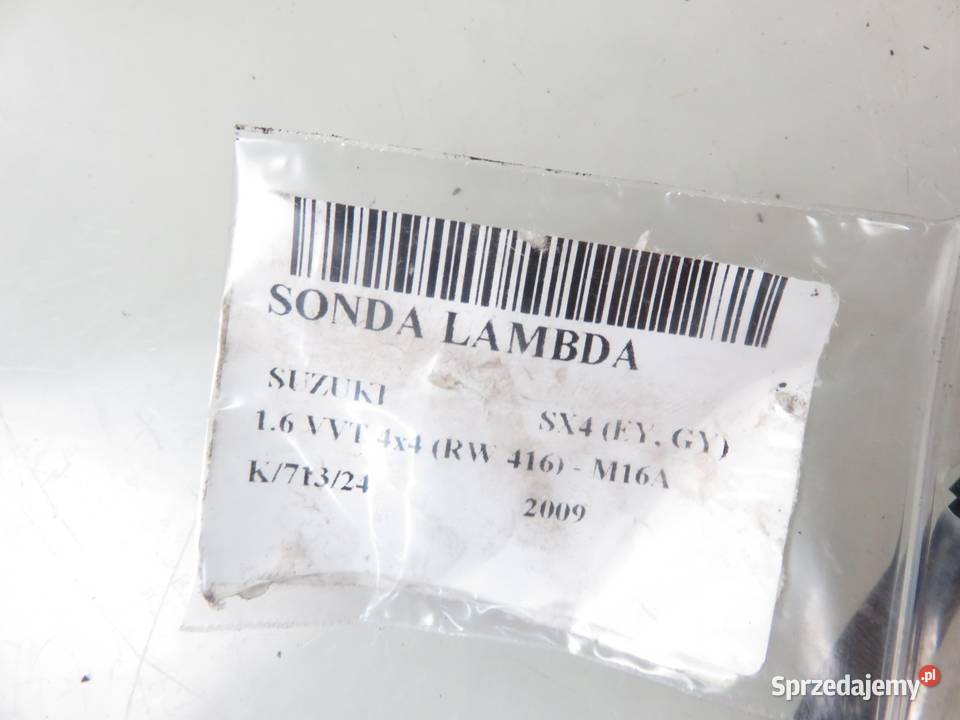 SONDA LAMBDA
SUZUKI SX4 (EY, GY)
1.6 VVT 4x4 (RW 416) - M16A
K/713/24 2009
Sprzedajemy.pl